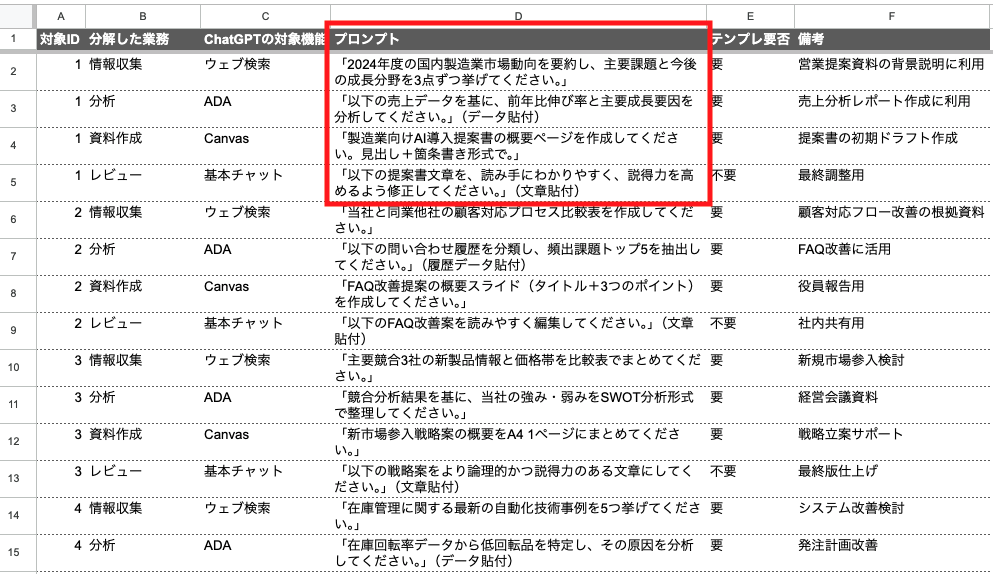 A B C D E F
1 対象ID 分解した業務 ChatGPTの対象機能 プロンプト テンプレ要否 備考
2 1 情報収集 ウェブ検索 「2024年度の国内製造業市場動向を要約し、主要課題と今後 要 営業提案資料の背景説明に利用
の成長分野を3点ずつ挙げてください。」
3 1 分析 ADA 「以下の売上データを基に、前年比伸び率と主要成長要因を 要 売上分析レポート作成に利用
分析してください。」（データ貼付）
4 1 資料作成 Canvas 「製造業向けAI導入提案書の概要ページを作成してくださ 要 提案書の初期ドラフト作成
い。見出し＋箇条書き形式で。」
5 1 レビュー 基本チャット 「以下の提案書文章を、読み手にわかりやすく、説得力を高 不要 最終調整用
めるよう修正してください。」（文章貼付）
6 2 情報収集 ウェブ検索 「当社と同業他社の顧客対応プロセス比較表を作成してくだ 要 顧客対応フロー改善の根拠資料
さい。」
7 2 分析 ADA 「以下の問い合わせ履歴を分類し、頻出課題トップ5を抽出し 要 FAQ改善に活用
てください。」（履歴データ貼付）
8 2 資料作成 Canvas 「FAQ改善提案の概要スライド（タイトル＋3つのポイント） 要 役員報告用
を作成してください。」
9 2 レビュー 基本チャット 「以下のFAQ改善案を読みやすく編集してください。」（文章 不要 社内共有用
貼付）
10 3 情報収集 ウェブ検索 「主要競合3社の新製品情報と価格帯を比較表でまとめてくだ 要 新規市場参入検討
さい。」
11 3 分析 ADA 「競合分析結果を基に、当社の強み・弱みをSWOT分析形式 要 経営会議資料
で整理してください。」
12 3 資料作成 Canvas 「新市場参入戦略案の概要をA4 1ページにまとめてくださ 要 戦略立案サポート
い。」
13 3 レビュー 基本チャット 「以下の戦略案をより論理的かつ説得力のある文章にしてく 不要 最終版仕上げ
ださい。」（文章貼付）
14 4 情報収集 ウェブ検索 「在庫管理に関する最新の自動化技術事例を5つ挙げてくださ 要 システム改善検討
い。」
15 4 分析 ADA 「在庫回転率データから低回転品を特定し、その原因を分析 要 発注計画改善
してください。」（データ貼付）